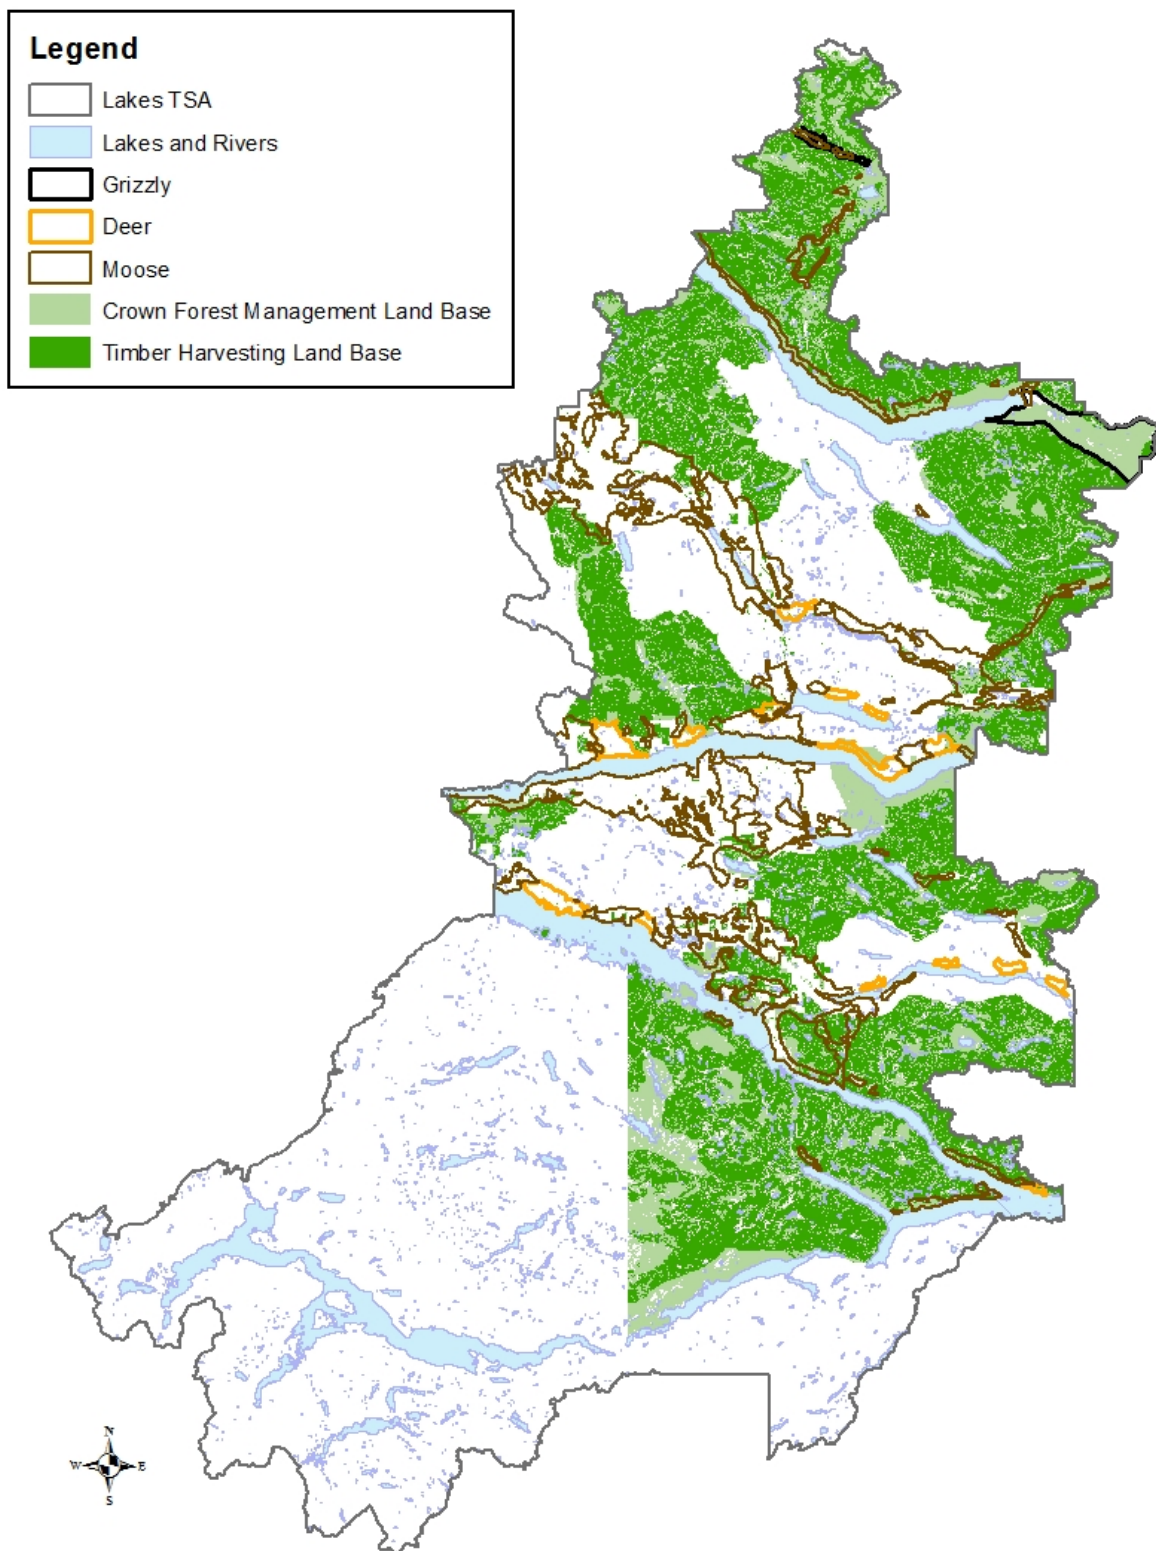 Legend
Lakes TSA
Lakes and Rivers
Grizzly
Deer
Moose
Crown Forest Management Land Base
Timber Harvesting Land Base
N
W E
S